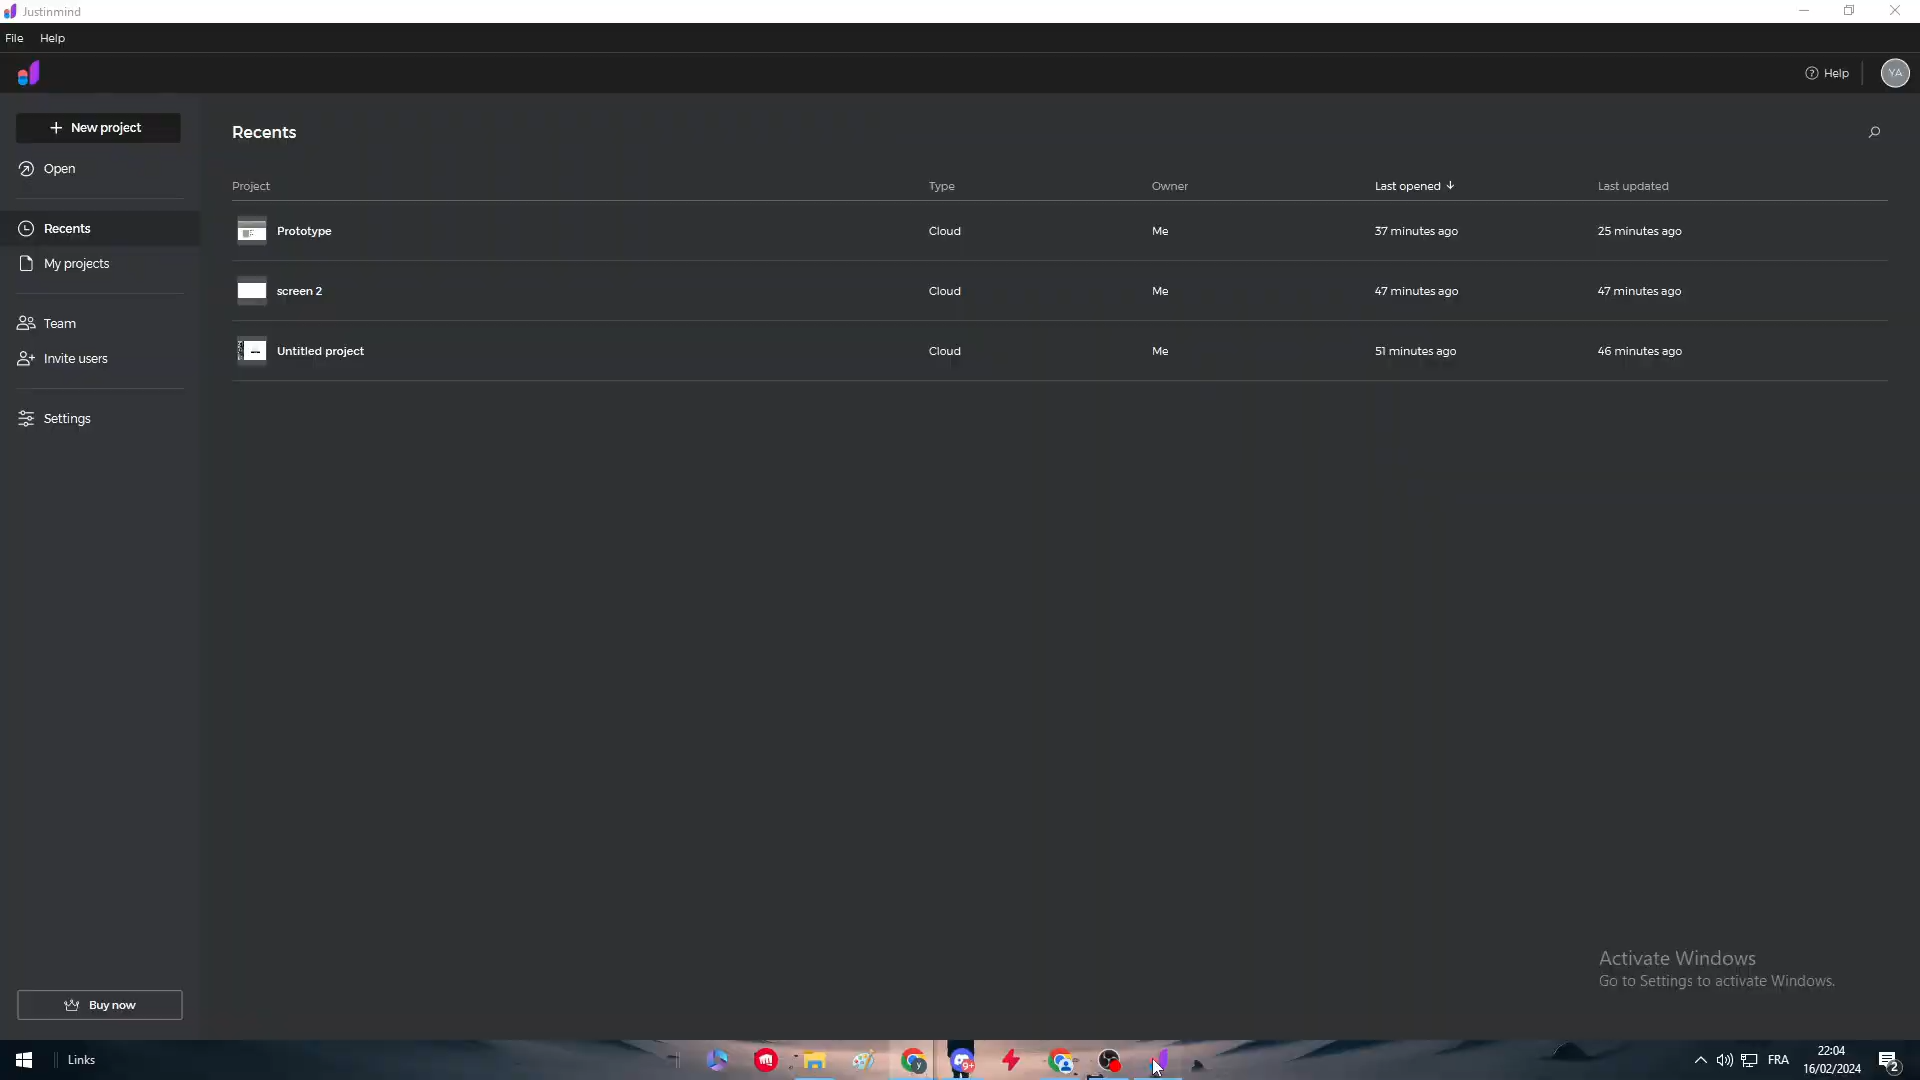 Justinmind
File Help
Help YA
New project
Open
Recents
My projects
Team
Invite users
Settings
Buy now
Recents
Project Type Owner Last opened Last updated
Prototype Cloud Me 37 minutes ago 25 minutes ago
screen 2 Cloud Me 47 minutes ago 47 minutes ago
Untitled project Cloud Me 51 minutes ago 46 minutes ago
Activate Windows
Go to Settings to activate Windows.
Links
y
9+
FRA
22:04
16/02/2024
2